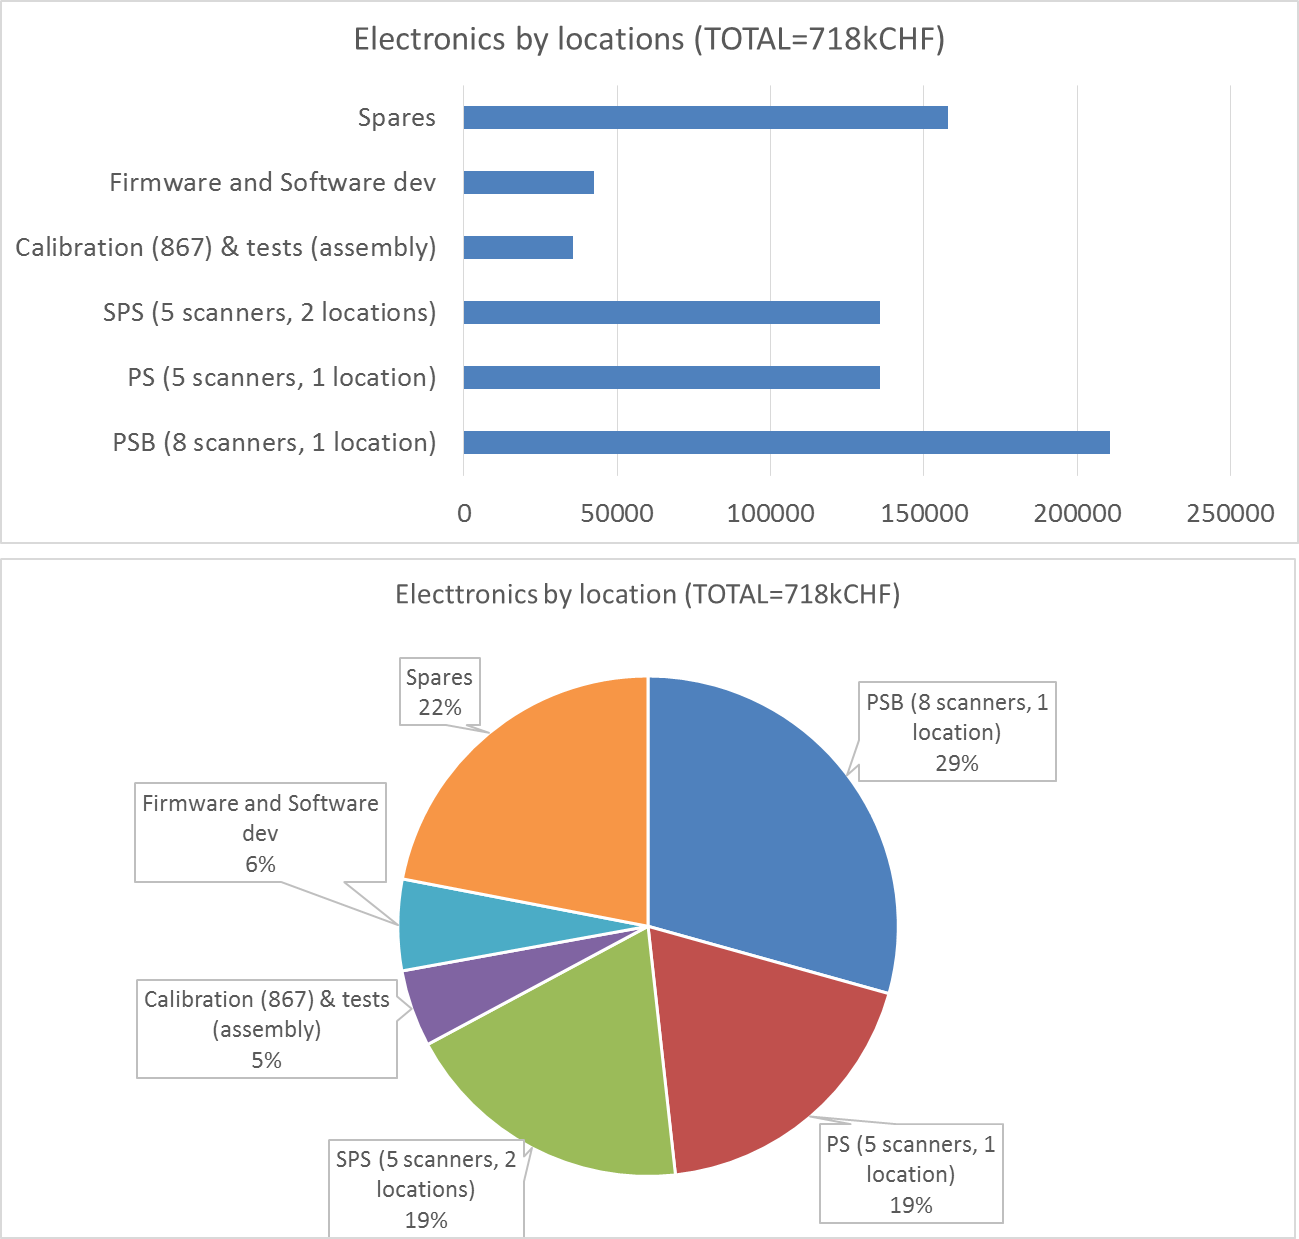 Electronics by locations (TOTAL=718kCHF)
Spares
Firmware and Software dev
Calibration (867) & tests (assembly)
SPS (5 scanners, 2 locations)
PS (5 scanners, 1 location)
PSB (8 scanners, 1 location)
0 50000 100000 150000 200000 250000
Electtronics by location (TOTAL=718kCHF)
Spares
22%
PSB (8 scanners, 1
location)
29%
Firmware and Software
dev
6%
Calibration (867) & tests
(assembly)
5%
SPS (5 scanners, 2
locations)
19%
PS (5 scanners, 1
location)
19%